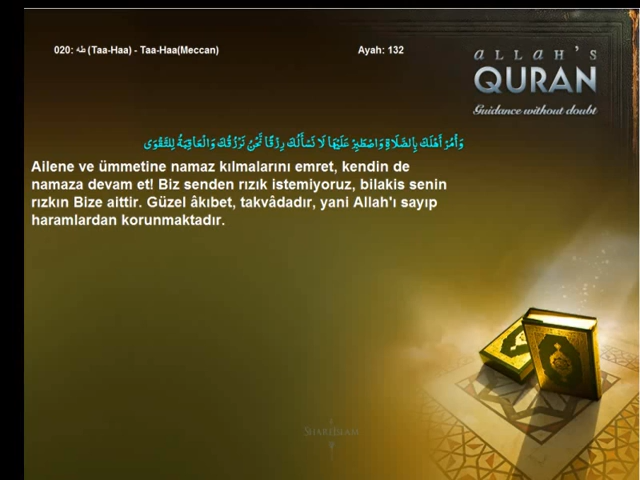 020: طه (Taa-Haa) - Taa-Haa(Meccan)
Ayah: 132
ALLAH'S
QURAN
Guidance without doubt
وَأْمُرْ أَهْلَكَ بِالصَّلَاةِ وَاصْطَبِرْ عَلَيْهَا لَا نَسْأَلُكَ رِزْقًا نَّحْنُ نَرْزُقُكَ وَالْعَاقِبَةُ لِلتَّقْوَى
Ailene ve ümmetine namaz kılmalarını emret, kendin de
namaza devam et! Biz senden rızık istemiyoruz, bilakis senin
rızkın Bize aittir. Güzel âkıbet, takvâdadır, yani Allah'ı sayıp
haramlardan korunmaktadır.
SHAREISLAM